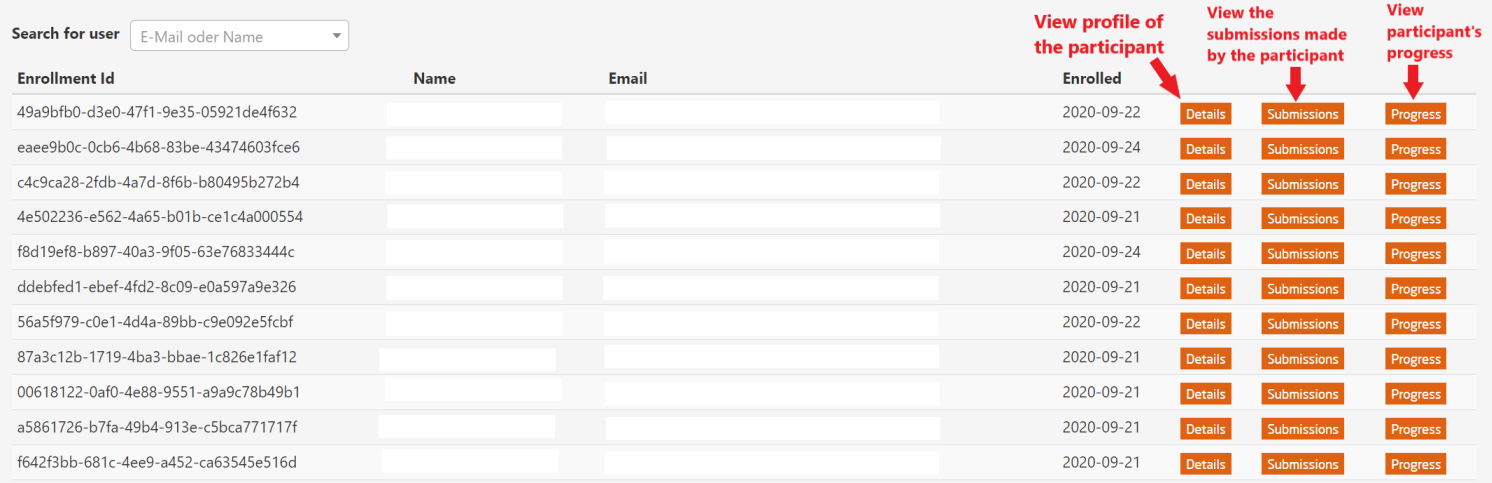 View profile of
the participant
View the
submissions made
by the participant
View
participant's
progress
Search for user E-Mail oder Name
Enrollment Id Name Email Enrolled
49a9bfb0-d3e0-47f1-9e35-05921de4f632 2020-09-22 Details Submissions Progress
eaee9b0c-0cb6-4b68-83be-43474603fce6 2020-09-24 Details Submissions Progress
c4c9ca28-2fdb-4a7d-8f6b-b80495b272b4 2020-09-22 Details Submissions Progress
4e502236-e562-4a65-b01b-ce1c4a000554 2020-09-21 Details Submissions Progress
f8d19ef8-b897-40a3-9f05-63e76833444c 2020-09-24 Details Submissions Progress
ddebfed1-ebef-4fd2-8c09-e0a597a9e326 2020-09-21 Details Submissions Progress
56a5f979-c0e1-4d4a-89bb-c9e092e5fcbf 2020-09-22 Details Submissions Progress
87a3c12b-1719-4ba3-bbae-1c826e1faf12 2020-09-21 Details Submissions Progress
00618122-0af0-4e88-9551-a9a9c78b49b1 2020-09-21 Details Submissions Progress
a5861726-b7fa-49b4-913e-c5bca771717f 2020-09-21 Details Submissions Progress
f642f3bb-681c-4ee9-a452-ca63545e516d 2020-09-21 Details Submissions Progress